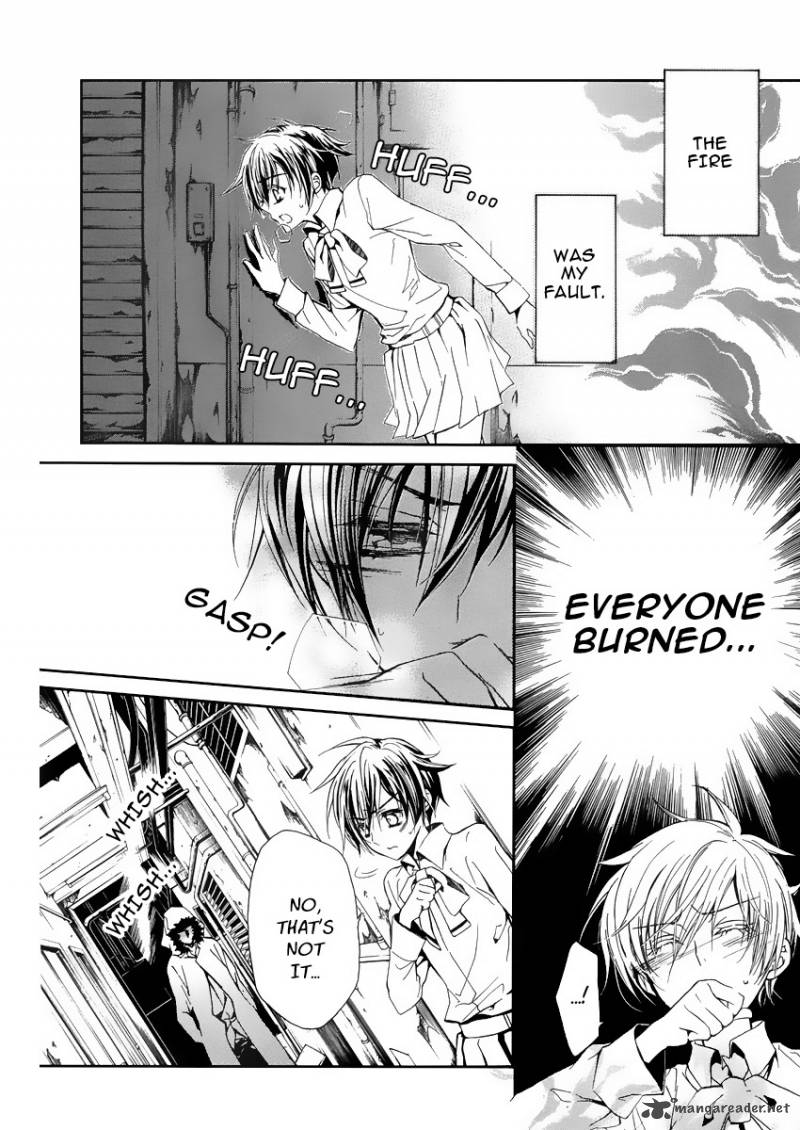 THE
FIRE
WAS
MY
FAULT.
HUFF...
HUFF...
EVERYONE
BURNED...
...!
GASP!
NO,
THAT'S
NOT
IT...
WHISH...
WHISH...
mangareader.net